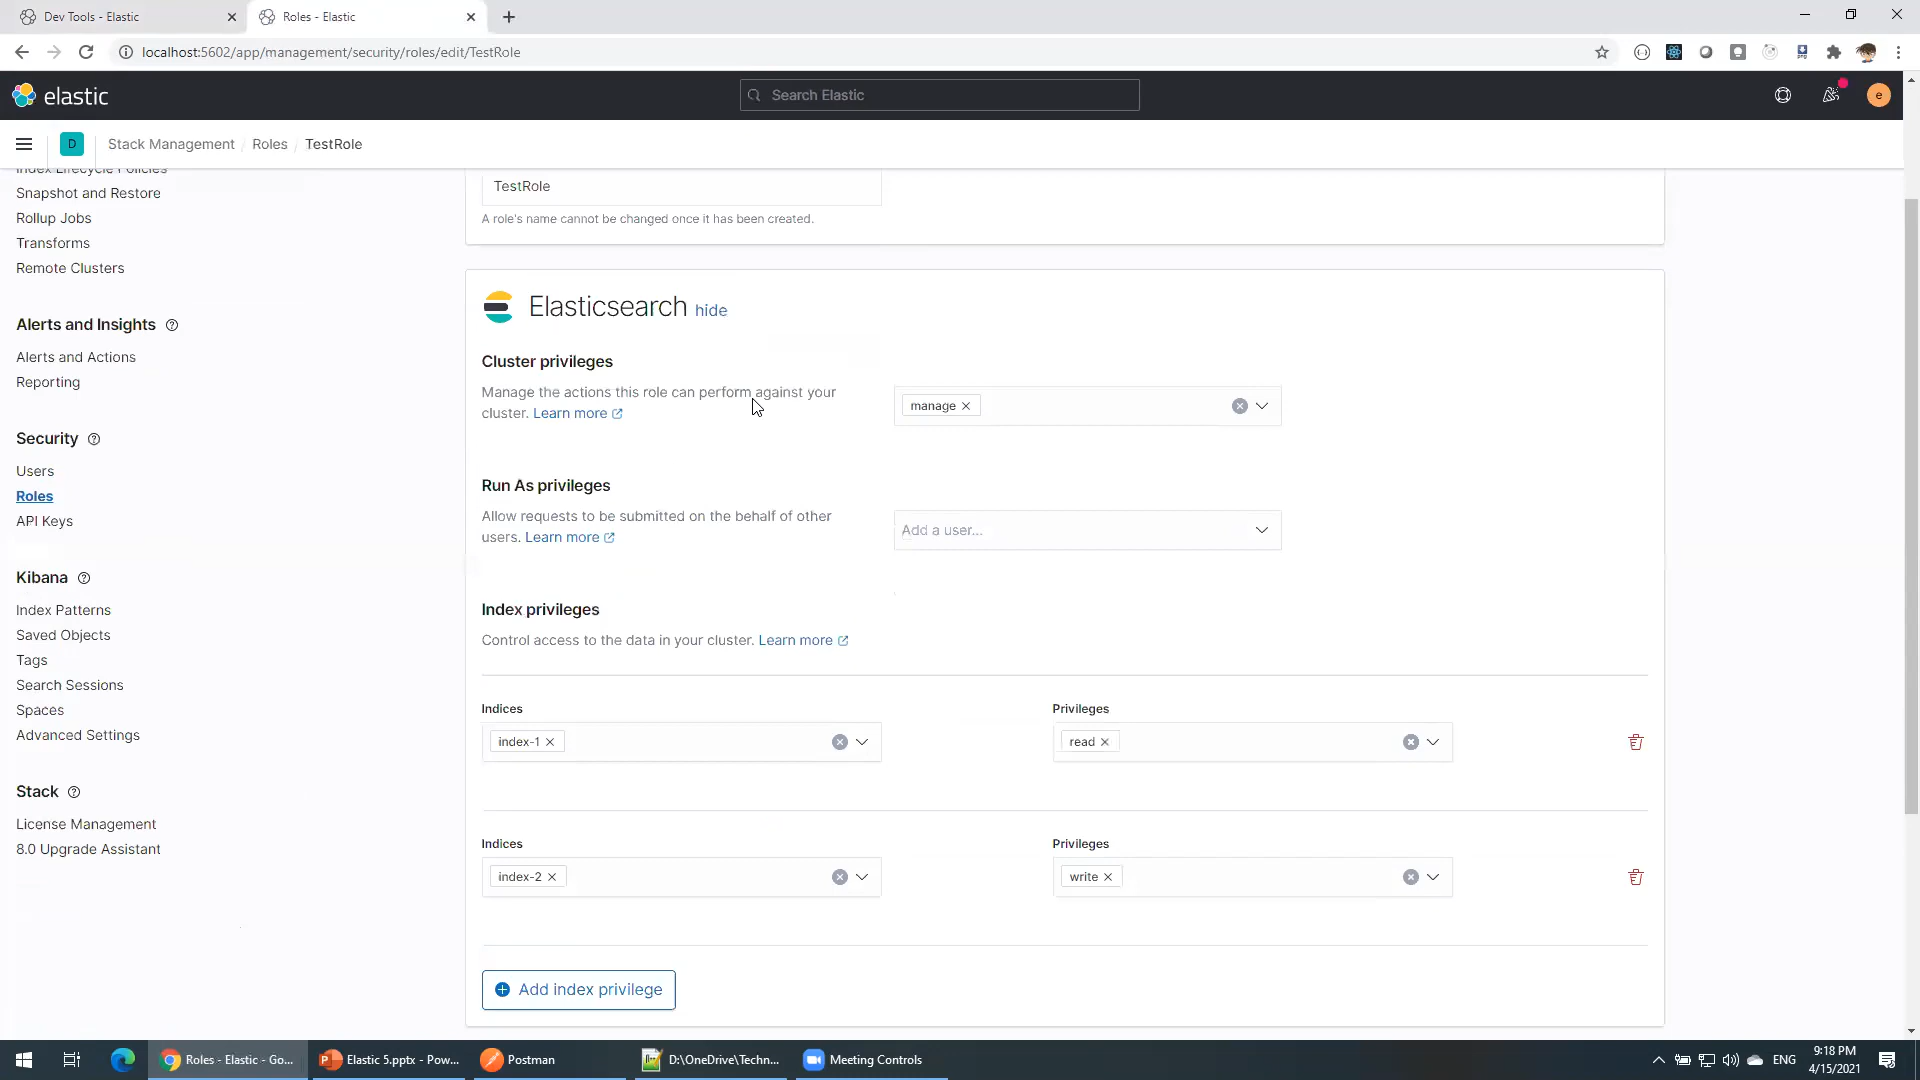 Dev Tools - Elastic
Roles - Elastic
localhost:5602/app/management/security/roles/edit/TestRole
elastic
Search Elastic
e
D
Stack Management / Roles / TestRole
Index Lifecycle Policies
Snapshot and Restore
Rollup Jobs
Transforms
Remote Clusters
Alerts and Insights
Alerts and Actions
Reporting
Security
Users
Roles
API Keys
Kibana
Index Patterns
Saved Objects
Tags
Search Sessions
Spaces
Advanced Settings
Stack
License Management
8.0 Upgrade Assistant
TestRole
A role's name cannot be changed once it has been created.
Elasticsearch hide
Cluster privileges
Manage the actions this role can perform against your
cluster. Learn more
manage
Run As privileges
Allow requests to be submitted on the behalf of other
users. Learn more
Add a user...
Index privileges
Control access to the data in your cluster. Learn more
Indices
Privileges
index-1
read
Indices
Privileges
index-2
write
Add index privilege
Roles - Elastic - Go...
Elastic 5.pptx - Pow...
Postman
D:\OneDrive\Techn...
Meeting Controls
ENG
9:18 PM
4/15/2021